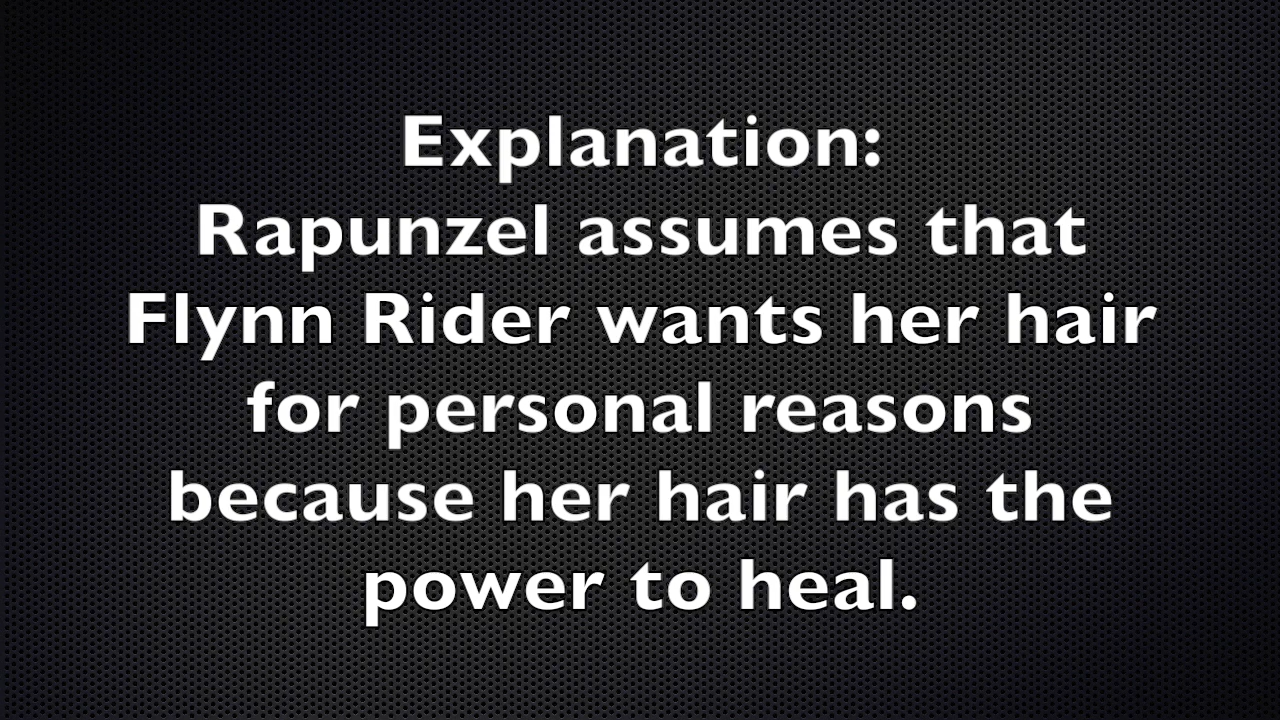 Explanation:
Rapunzel assumes that
Flynn Rider wants her hair
for personal reasons
because her hair has the
power to heal.